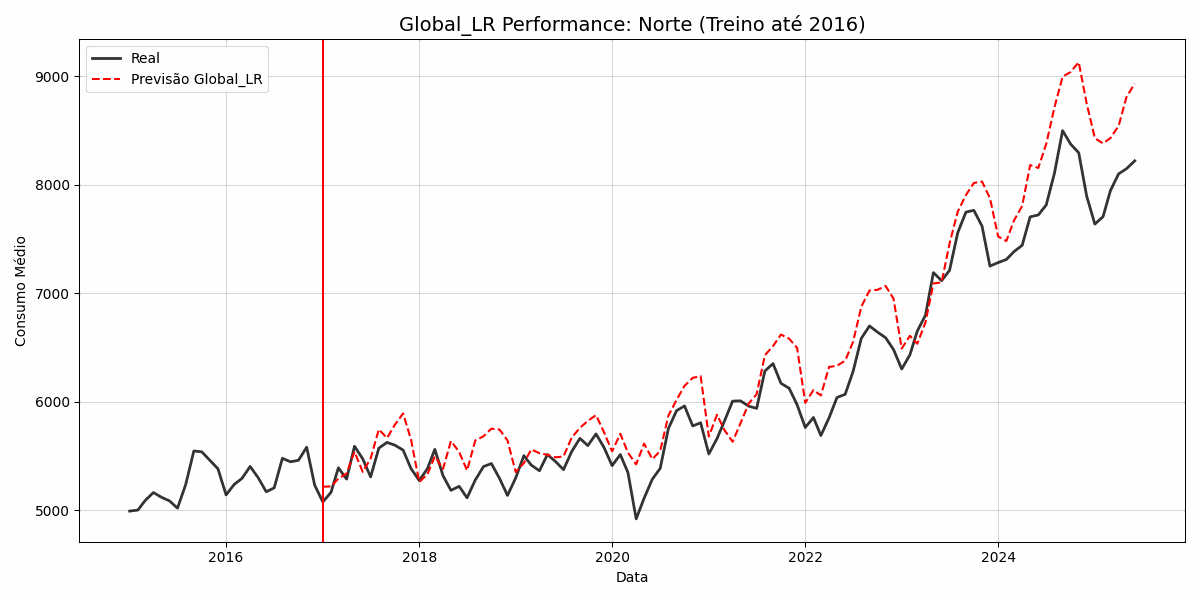 Global_LR Performance: Norte (Treino até 2016)
Real
Previsão Global_LR
9000
8000
7000
6000
5000
Consumo Médio
2016
2018
2020
2022
2024
Data